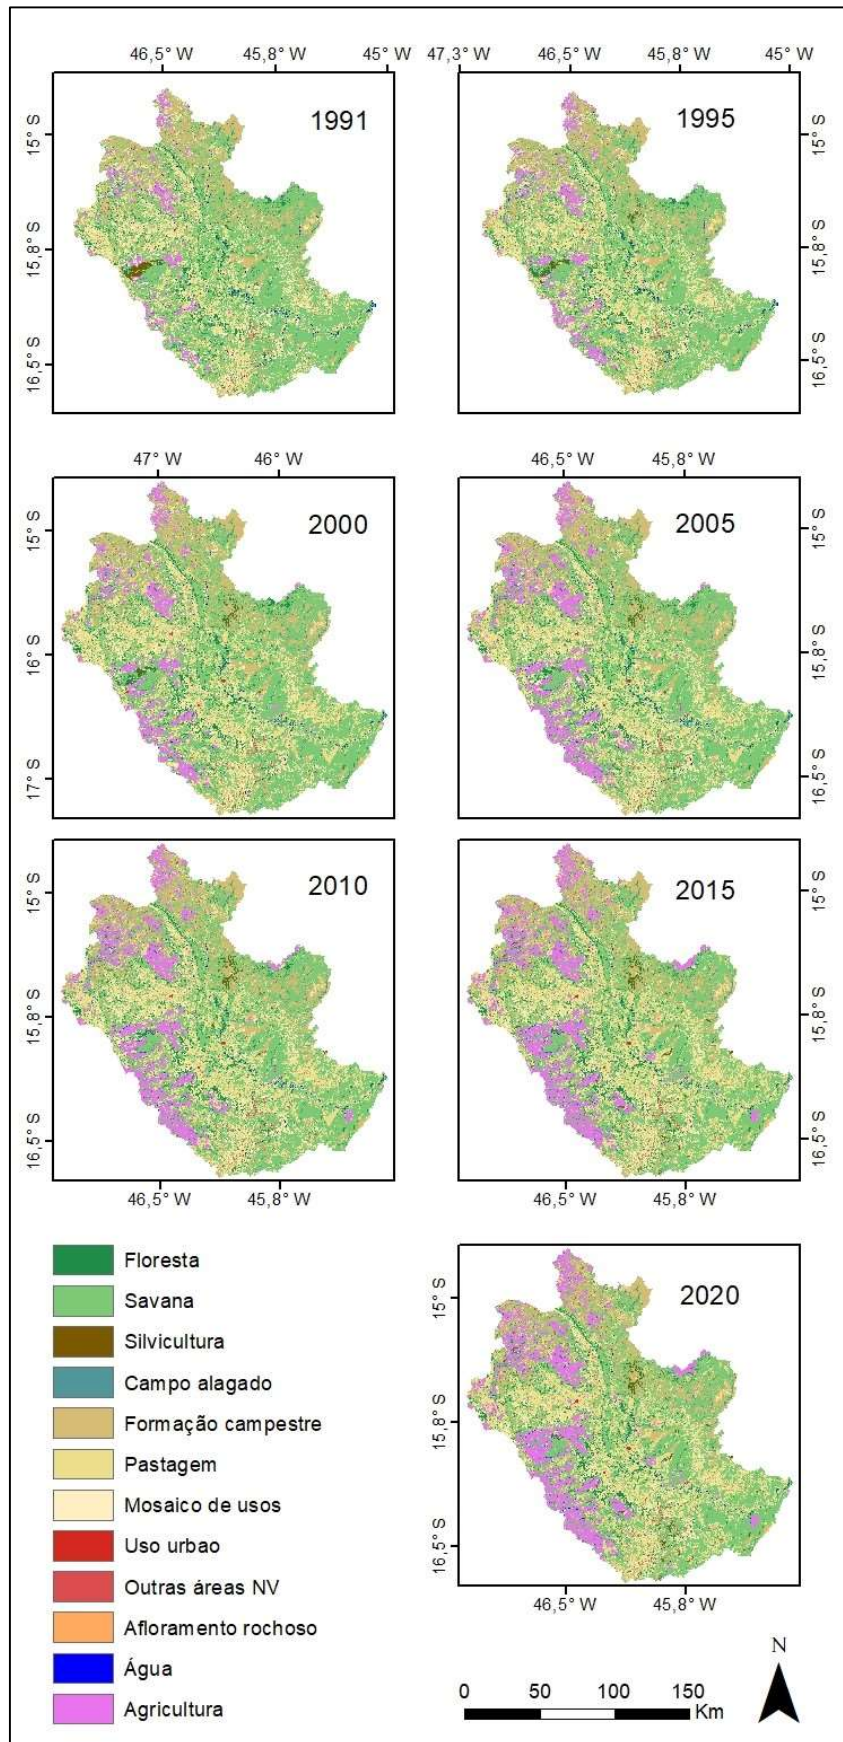 46,5° W 45,8° W 45° W 47,3° W 46,5° W 45,8° W 45° W
1991
1995
15° S
15,8° S
16,5° S
15° S
15,8° S
16,5° S
47° W 46° W 46,5° W 45,8° W
2000
2005
15° S
16° S
17° S
15° S
15,8° S
16,5° S
2010
2015
15° S
15,8° S
16,5° S
15° S
15,8° S
16,5° S
46,5° W 45,8° W 46,5° W 45,8° W
Floresta
Savana
Silvicultura
Campo alagado
Formação campestre
Pastagem
Mosaico de usos
Uso urbao
Outras áreas NV
Afloramento rochoso
Água
Agricultura
2020
15° S
15,8° S
16,5° S
46,5° W 45,8° W
N
0 50 100 150
Km